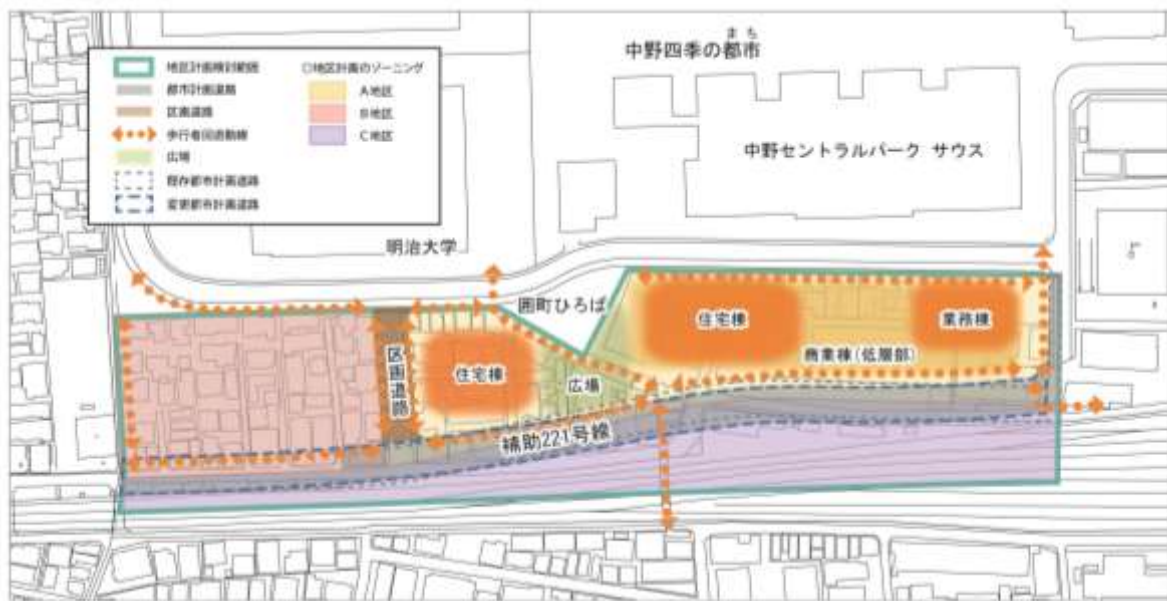 まち
中野四季の都市
地区計画検討範囲
都市計画道路
区画道路
歩行者回遊動線
広場
既存都市計画道路
変更都市計画道路
□地区計画のゾーニング
A地区
B地区
C地区
中野セントラルパーク サウス
明治大学
囲町ひろば
住宅棟
業務棟
商業棟(低層部)
区画道路
住宅棟
広場
補助221号線